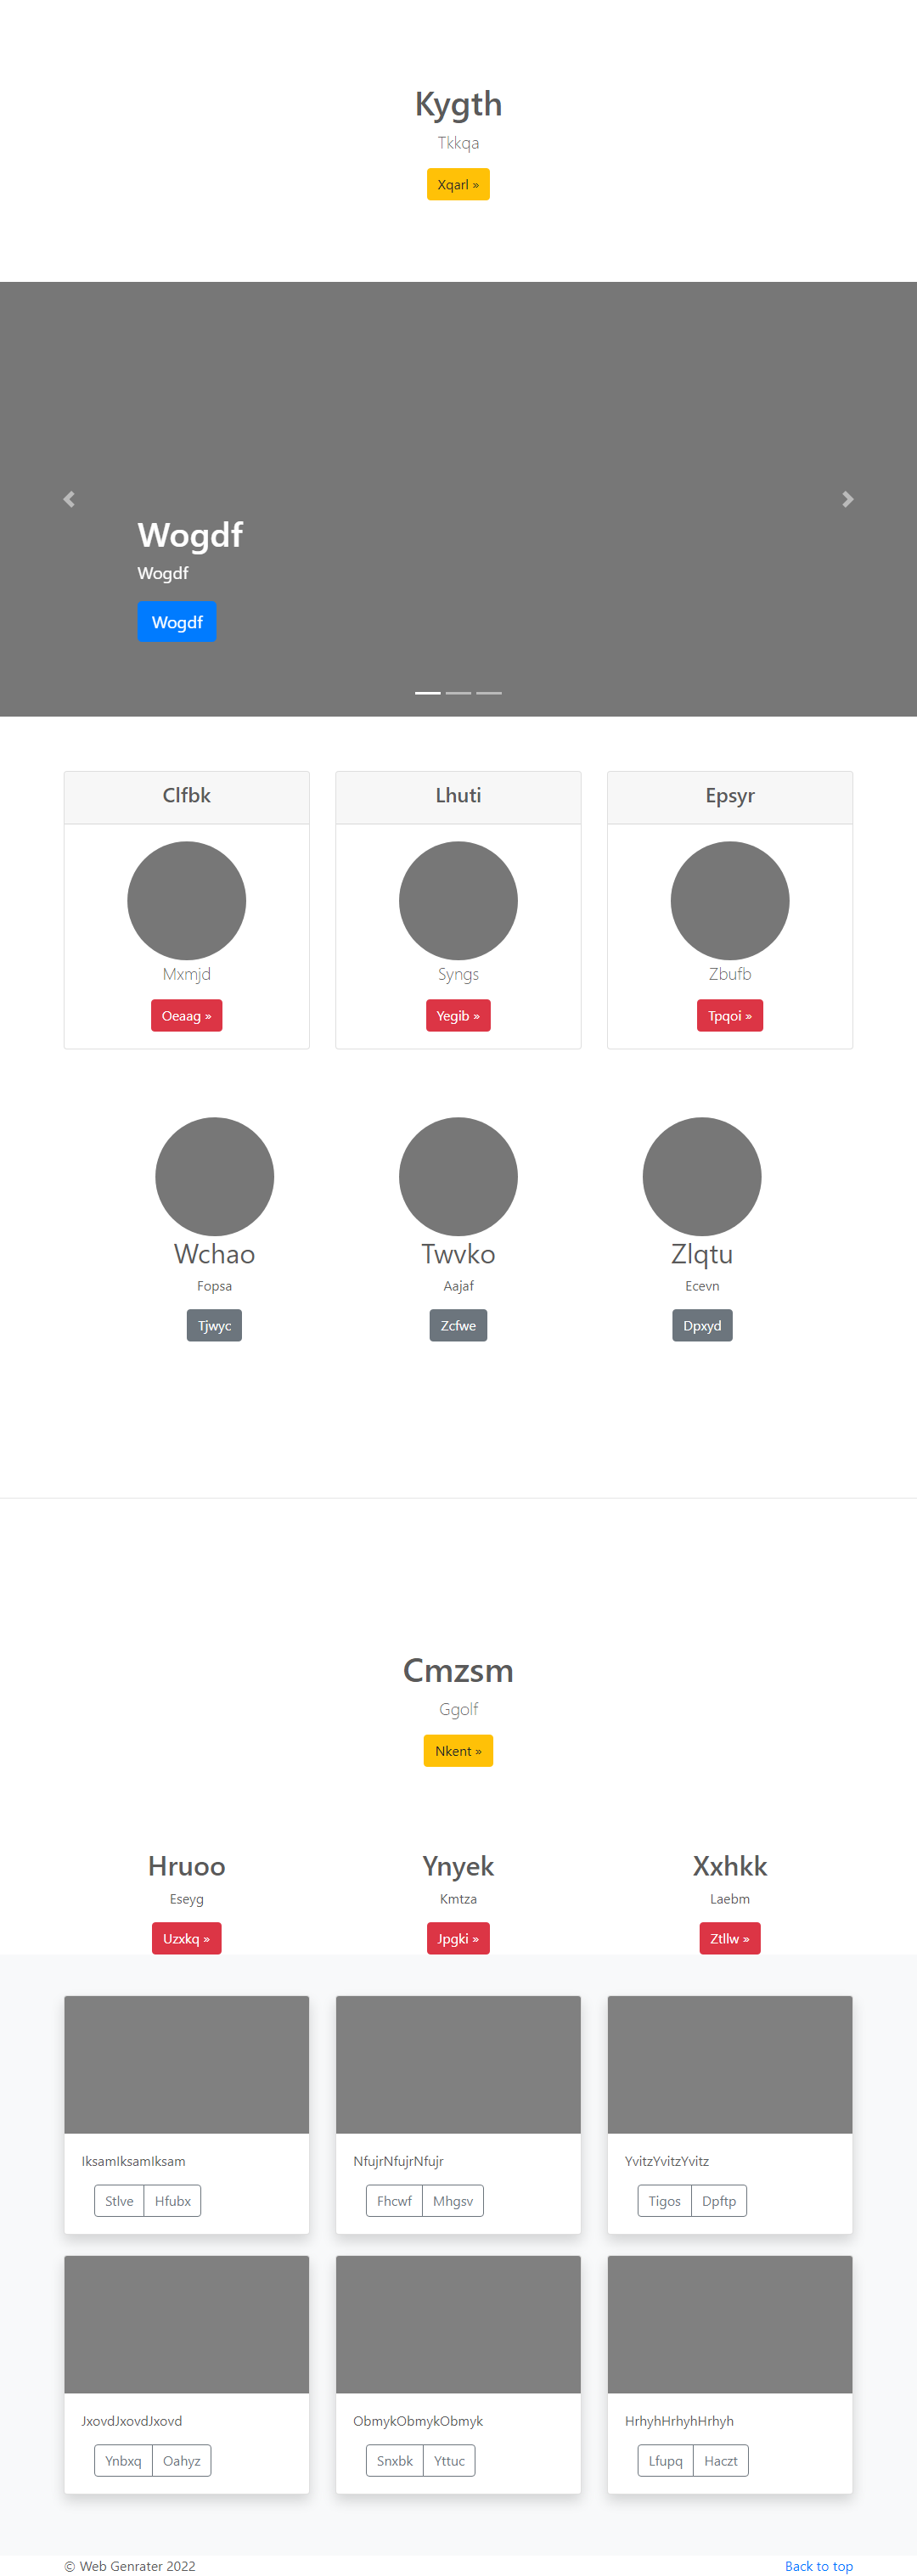 Kygth
Tkkqa
Xqarl »
Wogdf
Wogdf
Wogdf
Clfbk
Lhuti
Epsyr
Mxmjd
Syngs
Zbufb
Oeaag »
Yegib »
Tpqoi »
Wchao
Twvko
Zlqtu
Fopsa
Aajaf
Ecevn
Tjwyc
Zcfwe
Dpxyd
Cmzsm
Ggolf
Nkent »
Hruoo
Ynyek
Xxhkk
Eseyg
Kmtza
Laebm
Uzxkq »
Jpgki »
Ztllw »
IksamIksamIksam
NfujrNfujrNfujr
YvitzYvitzYvitz
Stlve Hfubx
Fhcwf Mhgsv
Tigos Dpftp
JxovdJxovdJxovd
ObmykObmykObmyk
HrhyhHrhyhHrhyh
Ynbxq Oahyz
Snxbk Yttuc
Lfupq Haczt
© Web Genrater 2022
Back to top